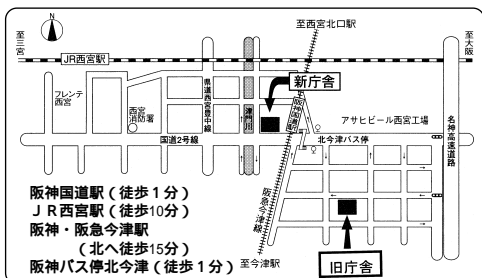 N
至西宮北口駅
至三宮
至大阪
JR西宮駅
フレンテ西宮
西宮消防署
県道西宮豊中線
津門川
新庁舎
阪神国道駅
アサヒビール西宮工場
名神高速道路
国道2号線
北今津バス停
阪急今津線
阪神国道駅（徒歩１分）
ＪＲ西宮駅（徒歩10分）
阪神・阪急今津駅
（北へ徒歩15分）
阪神バス停北今津（徒歩１分）
至今津駅
旧庁舎